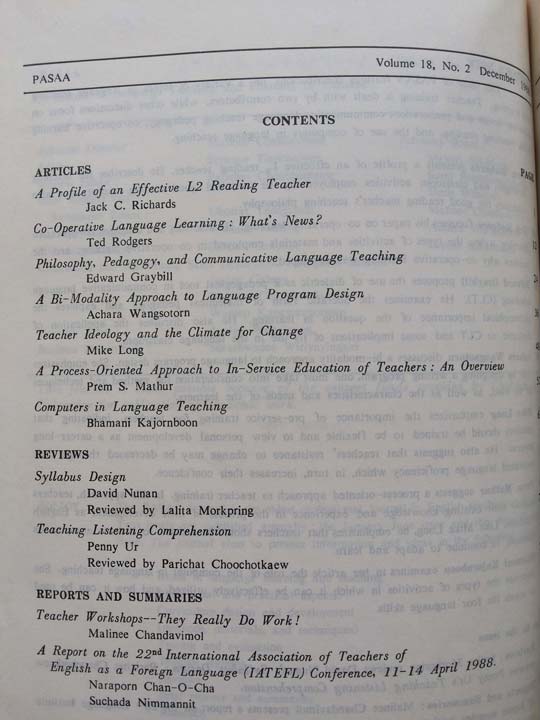 PASAA
Volume 18, No. 2 December
CONTENTS
ARTICLES
A Profile of an Effective L2 Reading Teacher
Jack C. Richards
Co-Operative Language Learning : What's News?
Ted Rodgers
Philosophy, Pedagogy, and Communicative Language Teaching
Edward Graybill
A Bi-Modality Approach to Language Program Design
Achara Wangsotorn
Teacher Ideology and the Climate for Change
Mike Long
A Process-Oriented Approach to In-Service Education of Teachers : An Overview
Prem S. Mathur
Computers in Language Teaching
Bhamani Kajornboon
REVIEWS
Syllabus Design
David Nunan
Reviewed by Lalita Morkpring
Teaching Listening Comprehension
Penny Ur
Reviewed by Parichat Choochotkaew
REPORTS AND SUMMARIES
Teacher Workshops--They Really Do Work !
Malinee Chandavimol
A Report on the 22nd International Association of Teachers of
English as a Foreign Language (IATEFL) Conference, 11-14 April 1988.
Naraporn Chan-O-Cha
Suchada Nimmannit